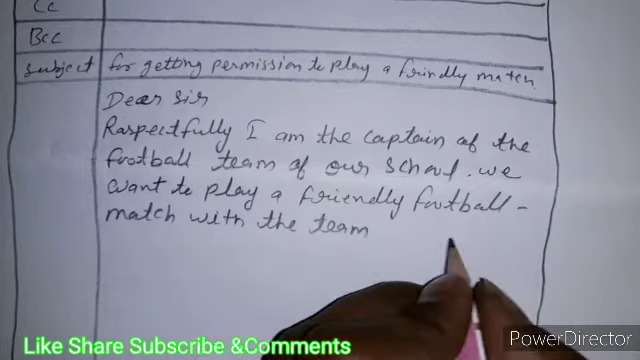 Cc
Bcc
Subject for getting permission to play a friendly match.
Dear Sir
Raspectfully I am the captain of the
football team of our school. we
want to play a friendly football -
match with the team
PowerDirector
Like Share Subscribe &Comments